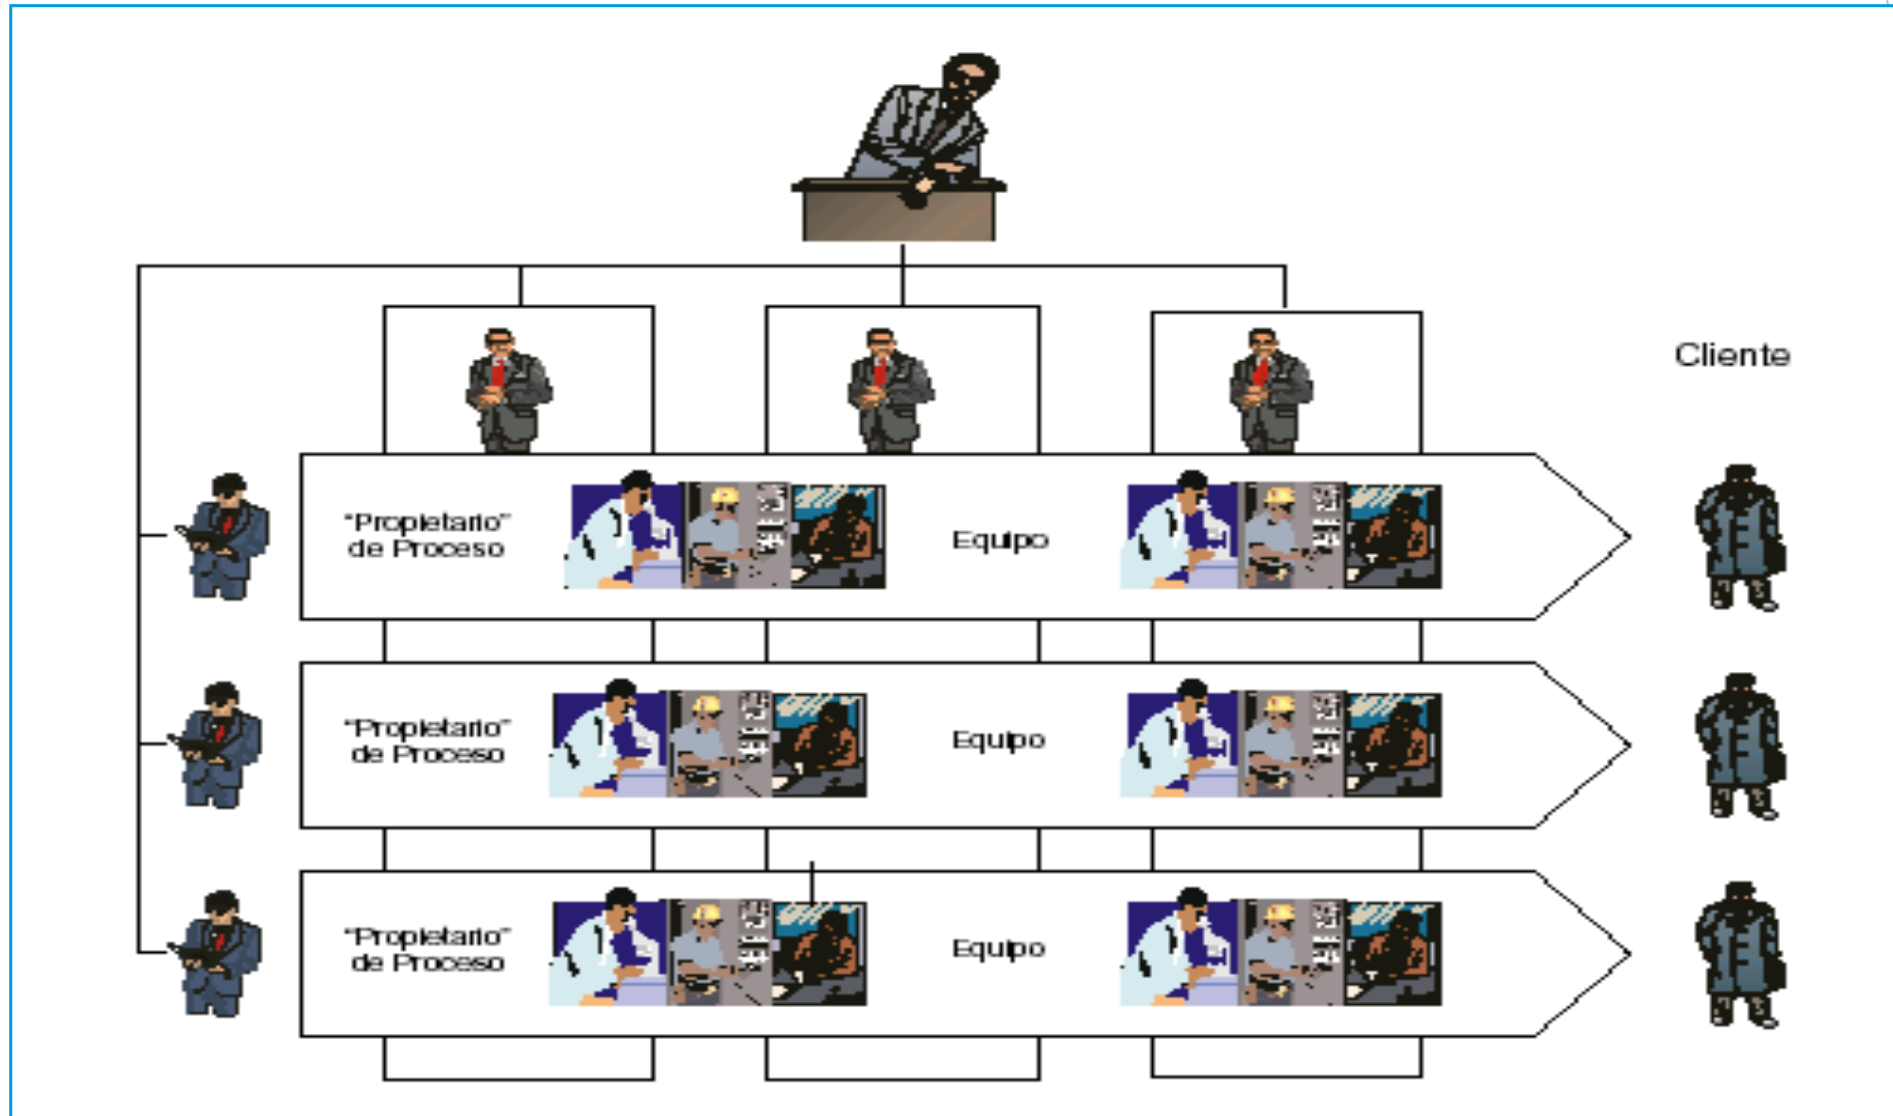 Cliente
"Propietario"
de Proceso
Equipo
"Propietario"
de Proceso
Equipo
"Propietario"
de Proceso
Equipo